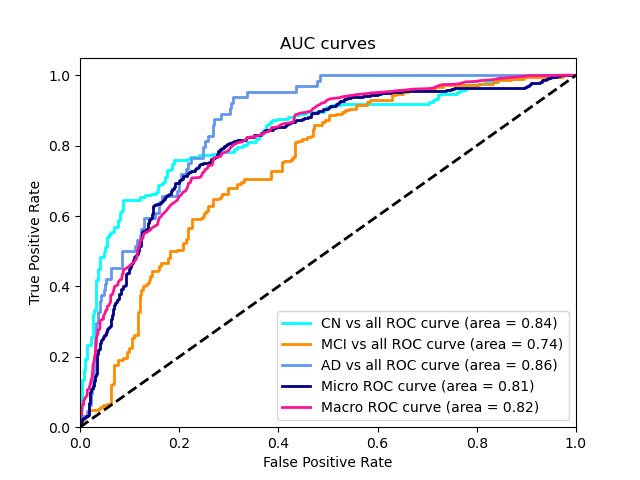 AUC curves
True Positive Rate
1.0
0.8
0.6
0.4
0.2
0.0
CN vs all ROC curve (area = 0.84)
MCI vs all ROC curve (area = 0.74)
AD vs all ROC curve (area = 0.86)
Micro ROC curve (area = 0.81)
Macro ROC curve (area = 0.82)
0.0 0.2 0.4 0.6 0.8 1.0
False Positive Rate